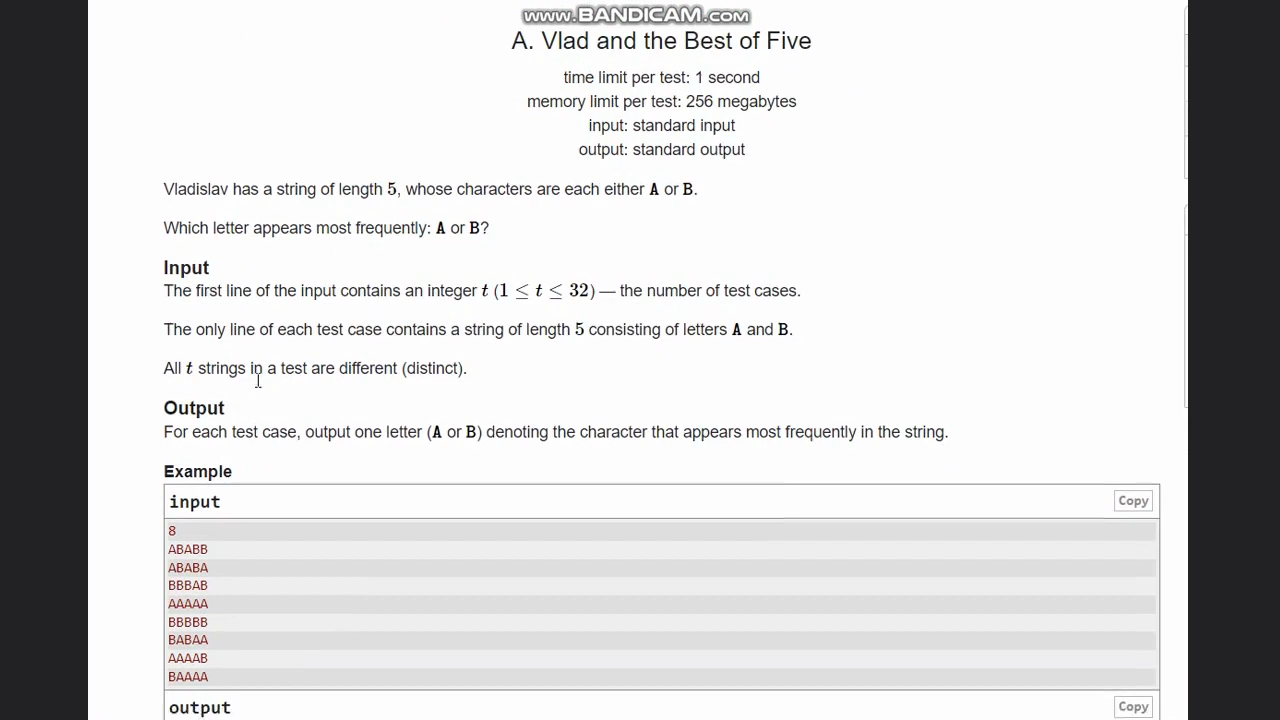 www.BANDICAM.com
A. Vlad and the Best of Five
time limit per test: 1 second
memory limit per test: 256 megabytes
input: standard input
output: standard output
Vladislav has a string of length 5, whose characters are each either A or B.
Which letter appears most frequently: A or B?
Input
The first line of the input contains an integer t (1 ≤ t ≤ 32) — the number of test cases.
The only line of each test case contains a string of length 5 consisting of letters A and B.
All t strings in a test are different (distinct).
Output
For each test case, output one letter (A or B) denoting the character that appears most frequently in the string.
Example
input Copy
8
ABABB
ABABA
BBBAB
AAAAA
BBBBB
BABAA
AAAAB
BAAAA
output Copy